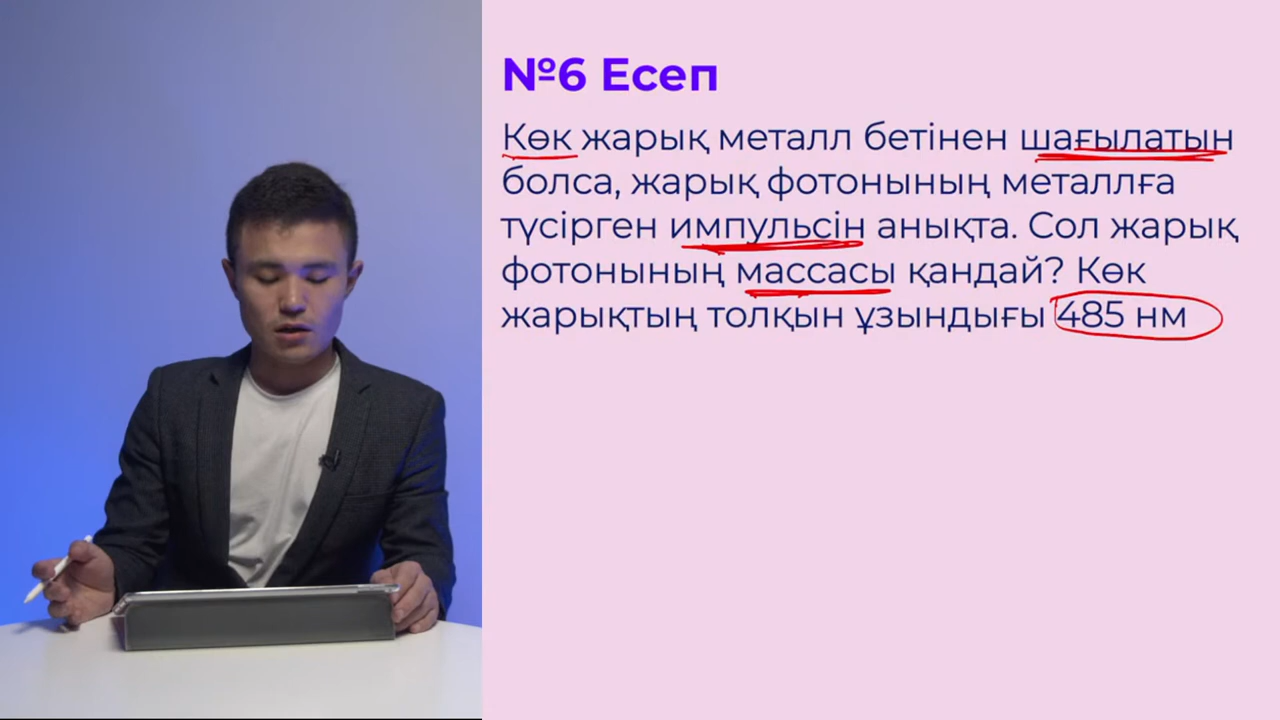 №6 Есеп
Көк жарық металл бетінен шағылатын
болса, жарық фотонының металлға
түсірген импульсін анықта. Сол жарық
фотонының массасы қандай? Көк
жарықтың толқын ұзындығы 485 нм